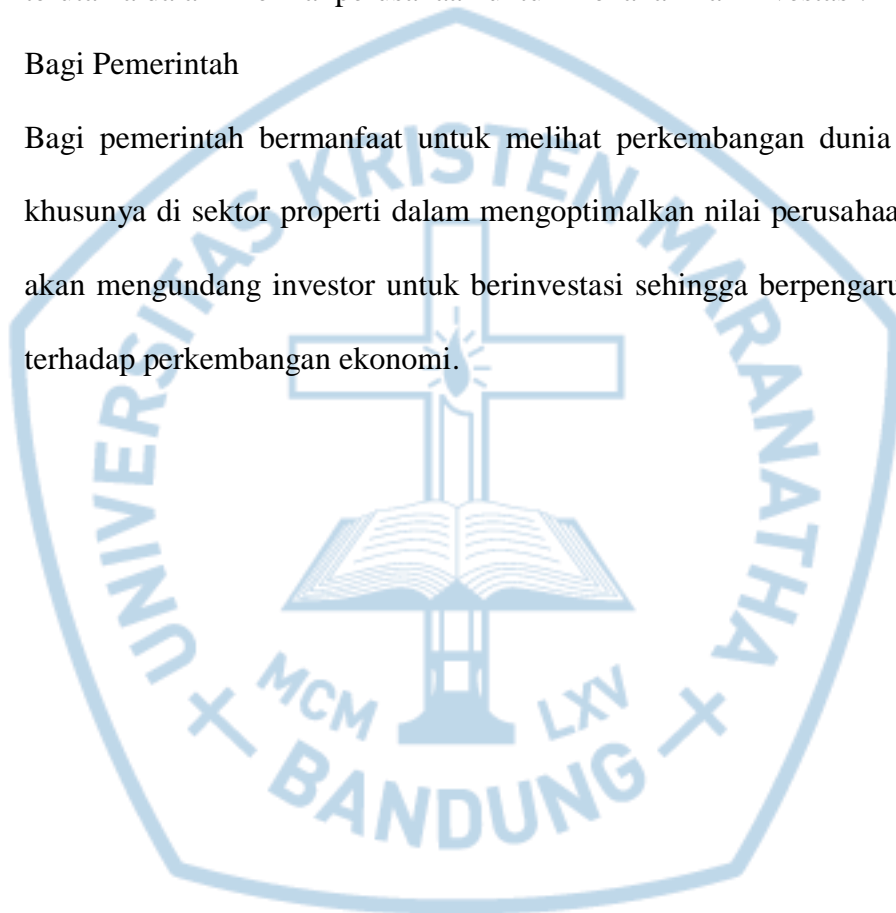 Bagi Pemerintah
Bagi pemerintah bermanfaat untuk melihat perkembangan dunia
khusunya di sektor properti dalam mengoptimalkan nilai perusahaa
akan mengundang investor untuk berinvestasi sehingga berpengaru
terhadap perkembangan ekonomi.
UNIVERSITAS KRISTEN MARANATHA
MCM LXV
BANDUNG